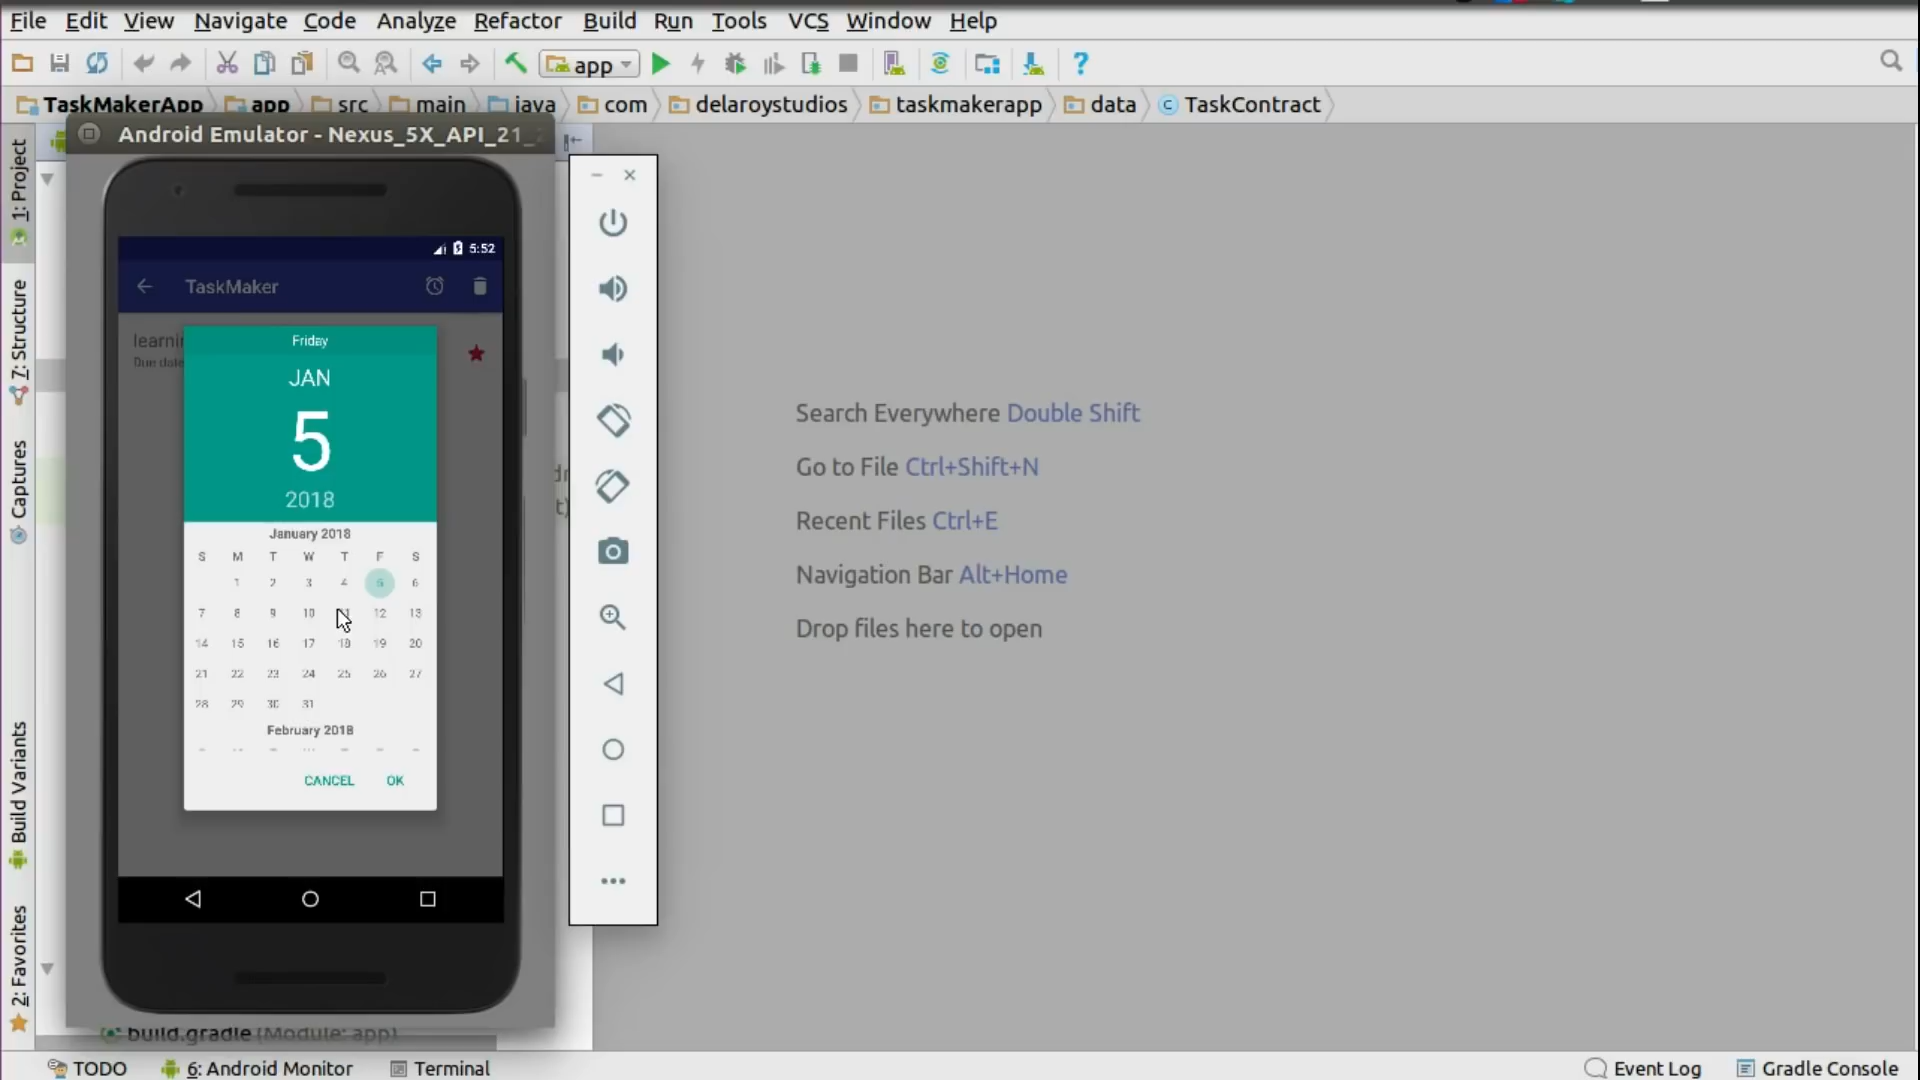 File Edit View Navigate Code Analyze Refactor Build Run Tools VCS Window Help
app
TaskMakerApp app src main java com delaroystudios taskmakerapp data TaskContract
Android Emulator - Nexus_5X_API_21_
1: Project
7: Structure
Captures
Build Variants
2: Favorites
5:52
TaskMaker
learni
Due date
Friday
JAN
5
2018
January 2018
S M T W T F S
1 2 3 4 5 6
7 8 9 10 11 12 13
14 15 16 17 18 19 20
21 22 23 24 25 26 27
28 29 30 31
February 2018
CANCEL OK
Search Everywhere Double Shift
Go to File Ctrl+Shift+N
Recent Files Ctrl+E
Navigation Bar Alt+Home
Drop files here to open
build.gradle (Module: app)
TODO 6: Android Monitor Terminal Event Log Gradle Console